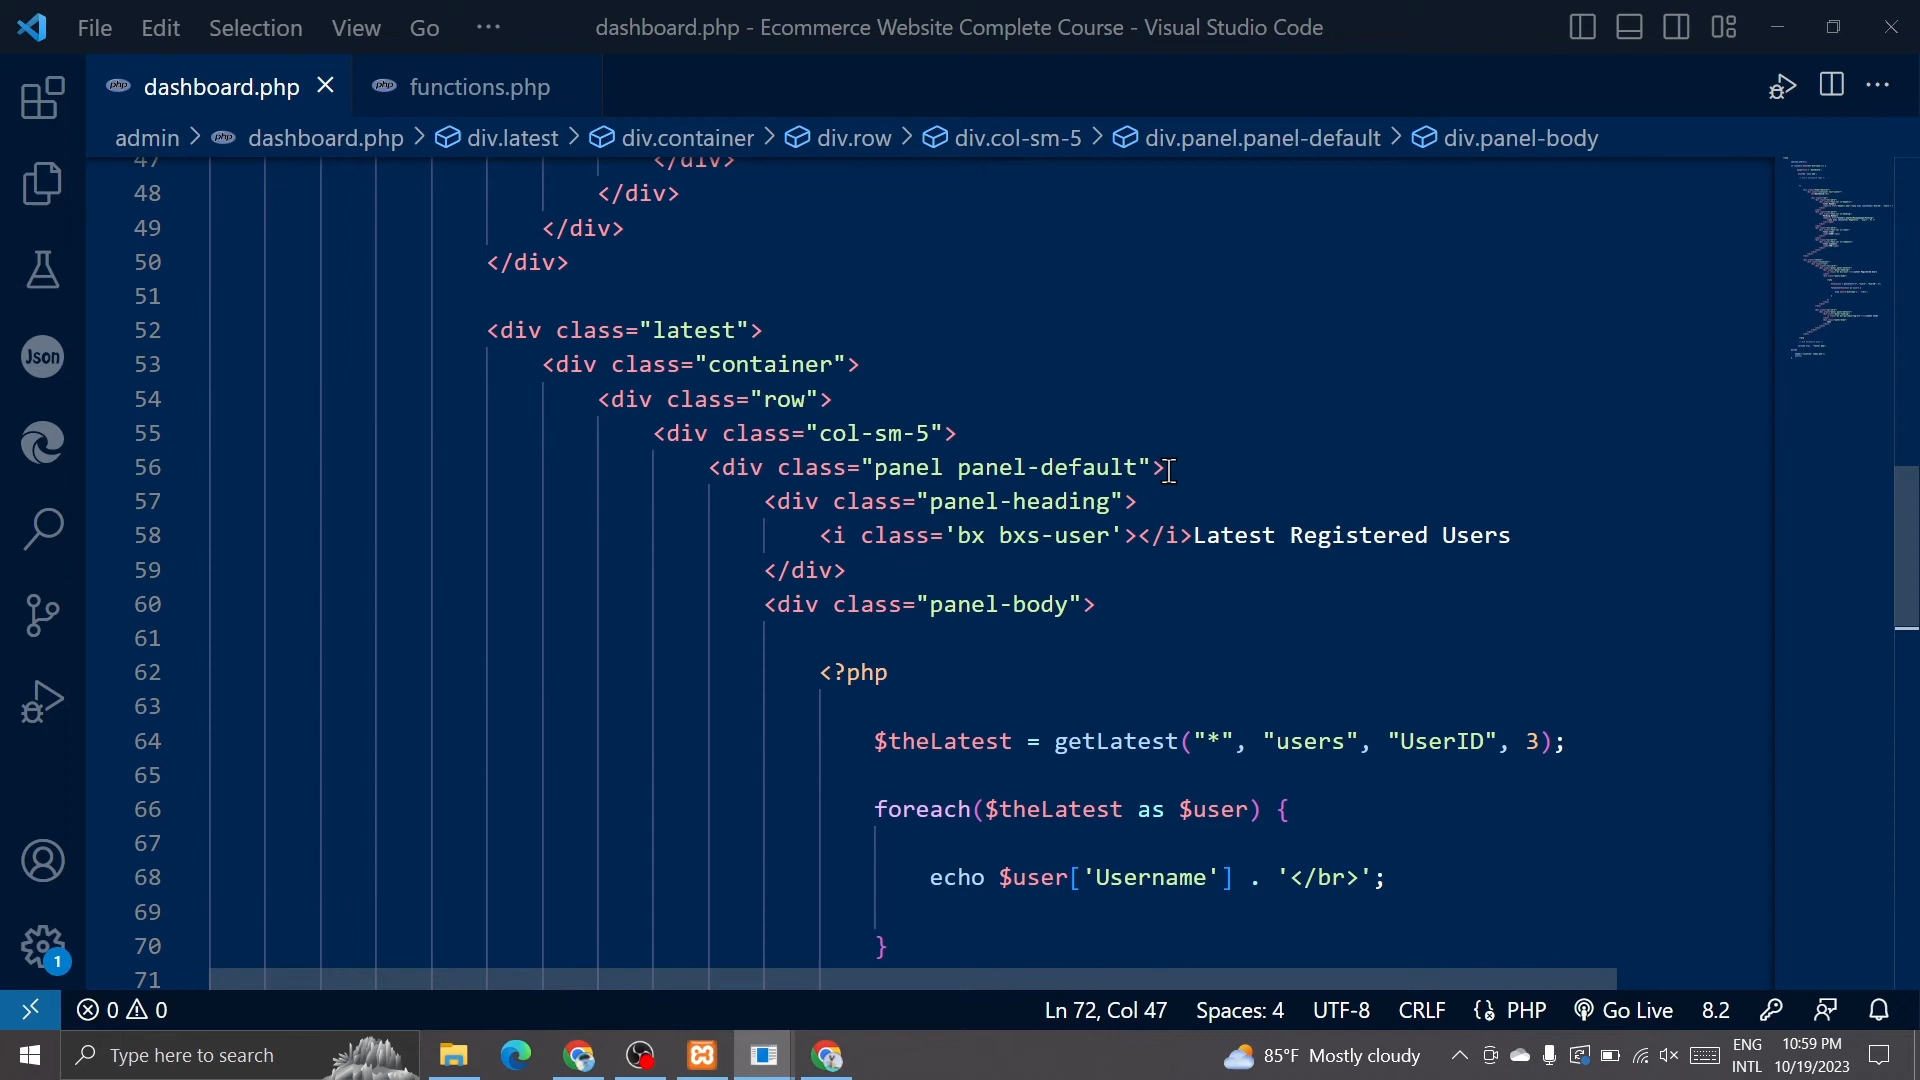 File Edit Selection View Go ··· dashboard.php - Ecommerce Website Complete Course - Visual Studio Code
php dashboard.php php functions.php
admin > php dashboard.php > div.latest > div.container > div.row > div.col-sm-5 > div.panel.panel-default > div.panel-body
47 </div>
48 </div>
49 </div>
50 </div>
51
52 <div class="latest">
53 <div class="container">
54 <div class="row">
55 <div class="col-sm-5">
56 <div class="panel panel-default">
57 <div class="panel-heading">
58 <i class='bx bxs-user'></i>Latest Registered Users
59 </div>
60 <div class="panel-body">
61
62 <?php
63
64 $theLatest = getLatest("*", "users", "UserID", 3);
65
66 foreach($theLatest as $user) {
67
68 echo $user['Username'] . '</br>';
69
70 }
71
Json
1
0 0 Ln 72, Col 47 Spaces: 4 UTF-8 CRLF PHP Go Live 8.2
Type here to search 85°F Mostly cloudy ENG 10:59 PM
INTL 10/19/2023